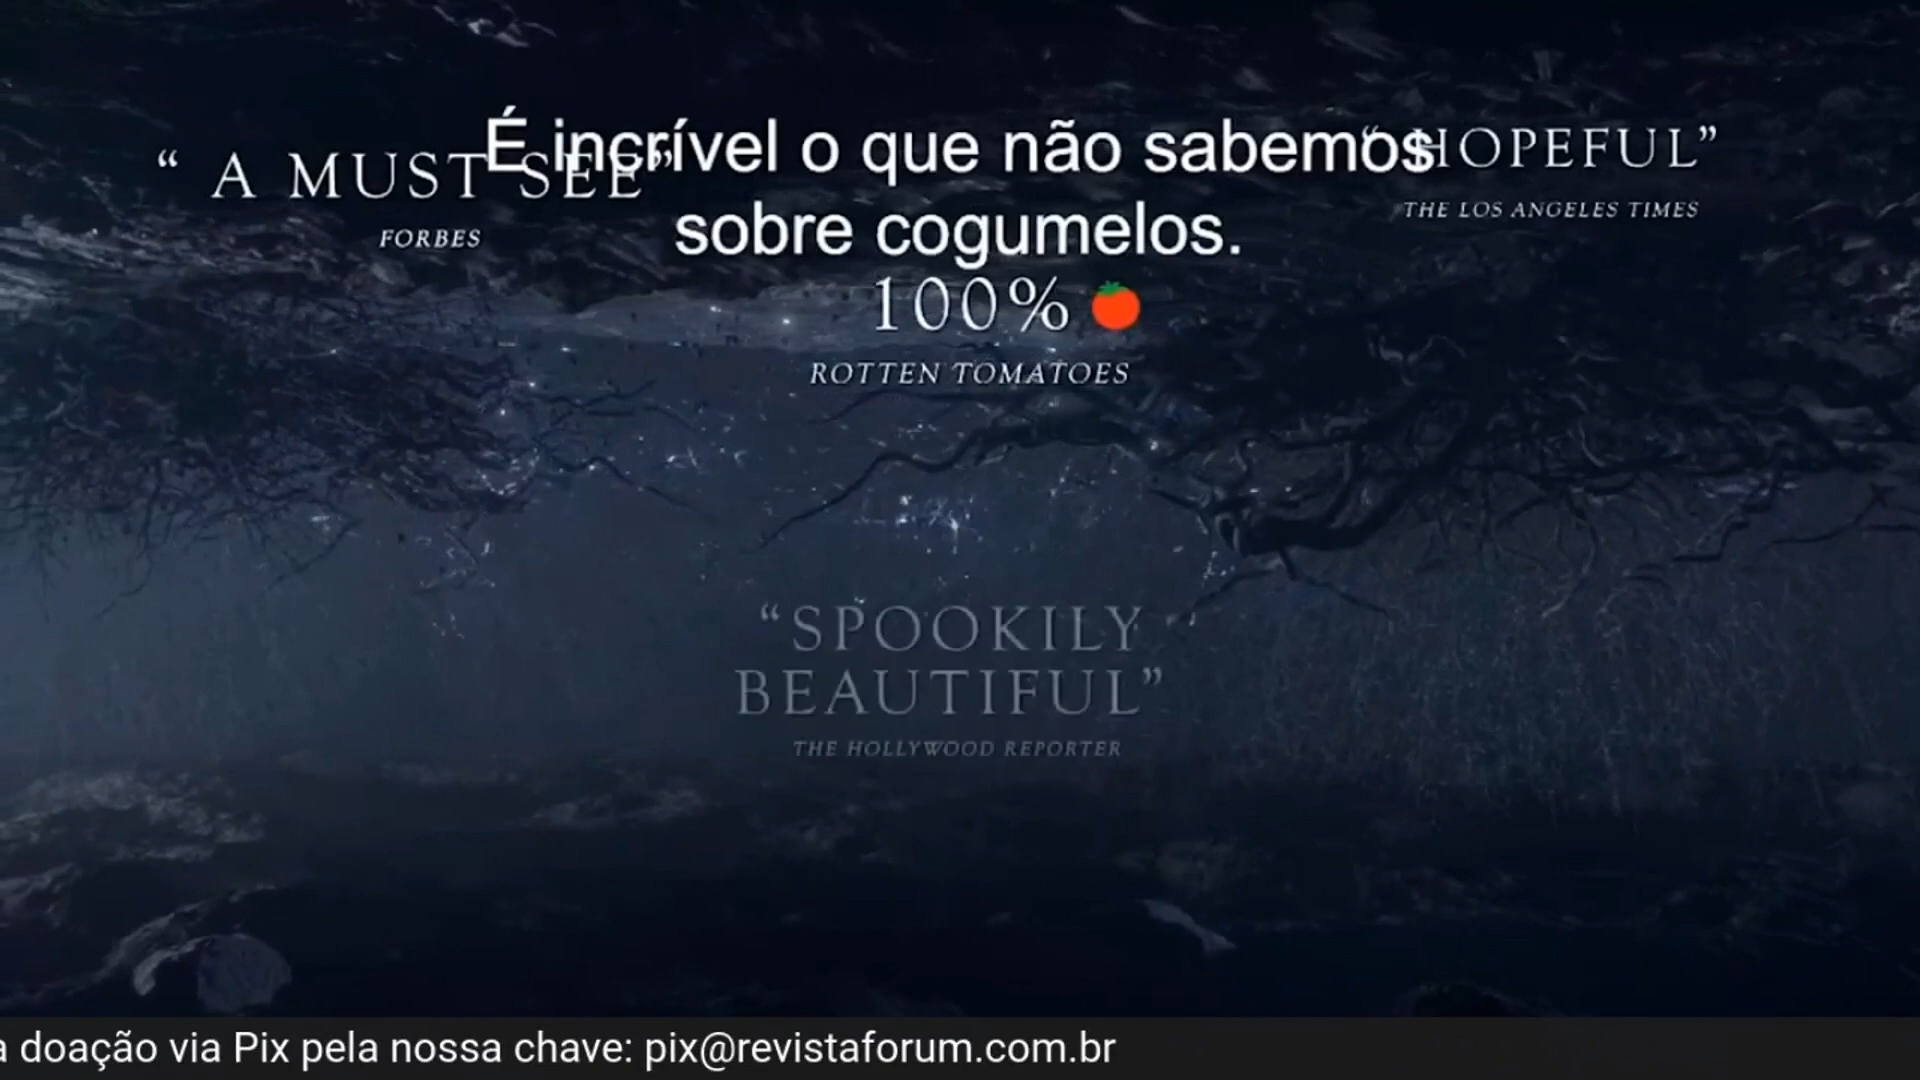 É incrível o que não sabemos
sobre cogumelos.
“ A MUST SEE”
FORBES
“HOPEFUL”
THE LOS ANGELES TIMES
100%
ROTTEN TOMATOES
“SPOOKILY
BEAUTIFUL”
THE HOLLYWOOD REPORTER
a doação via Pix pela nossa chave: pix@revistaforum.com.br